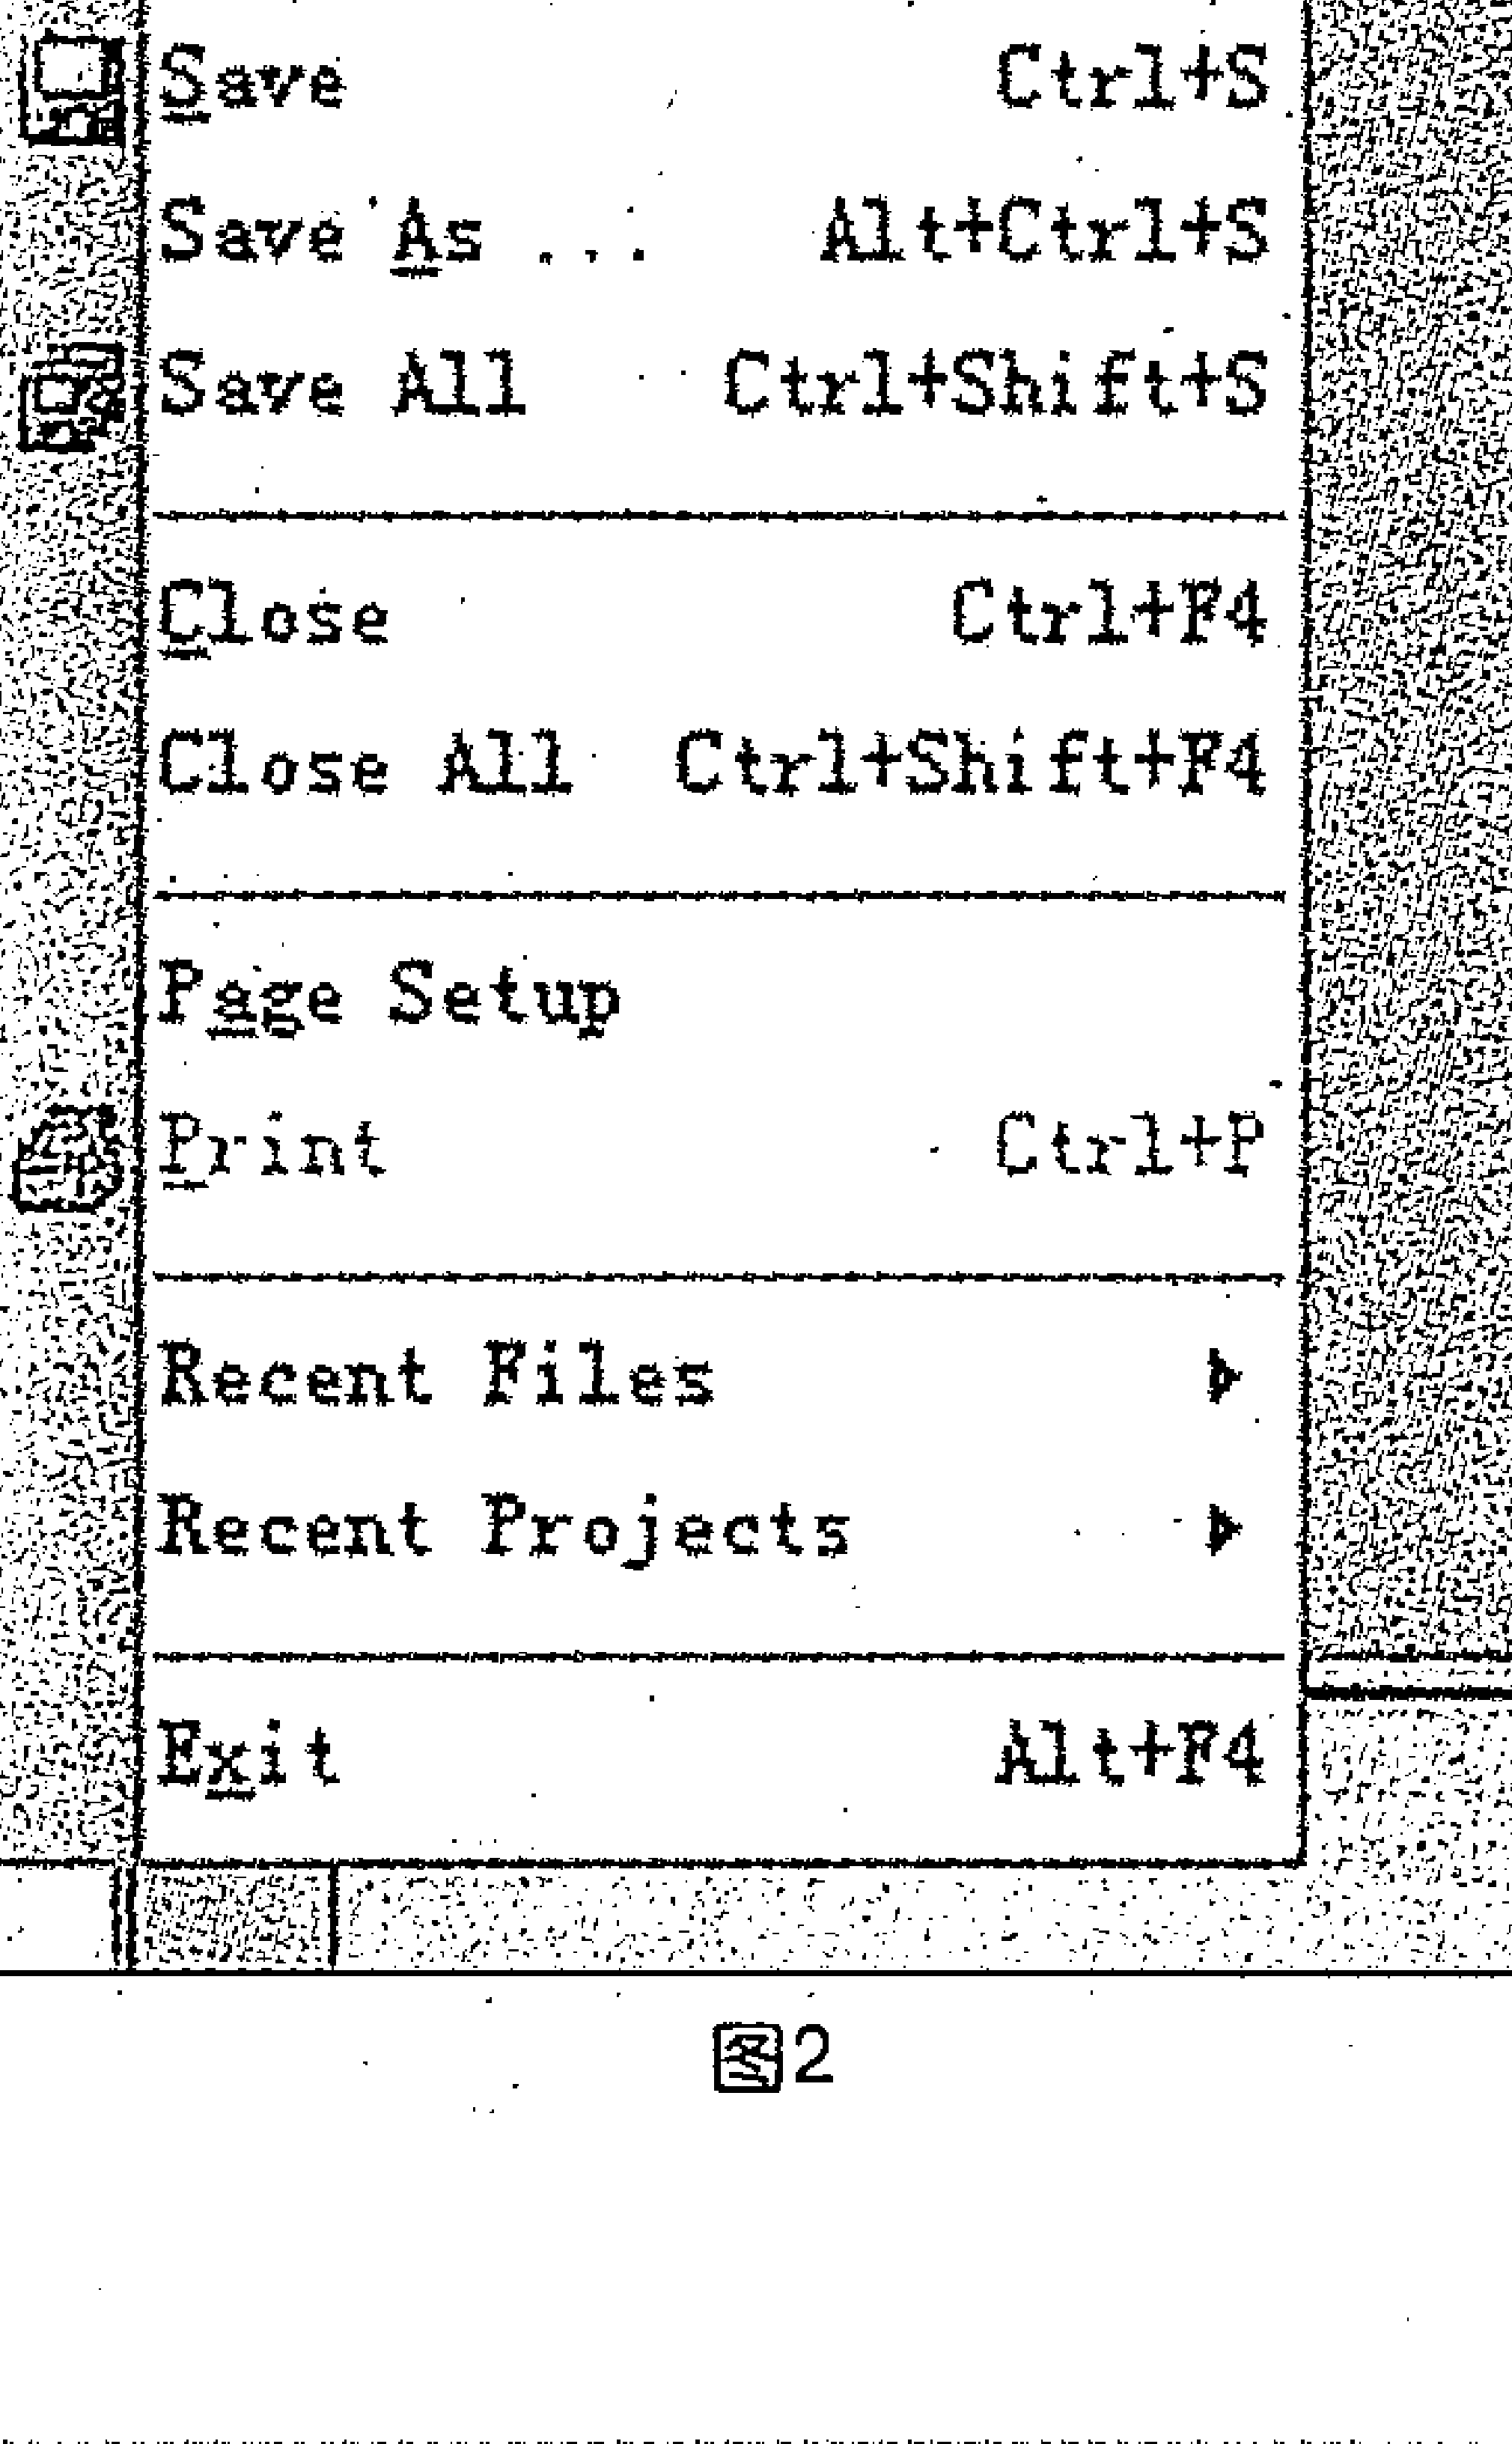 Save Ctrl+S
Save As ... Alt+Ctrl+S
Save All Ctrl+Shift+S
Close Ctrl+F4
Close All Ctrl+Shift+F4
Page Setup
Print Ctrl+P
Recent Files
Recent Projects
Exit Alt+F4
图2